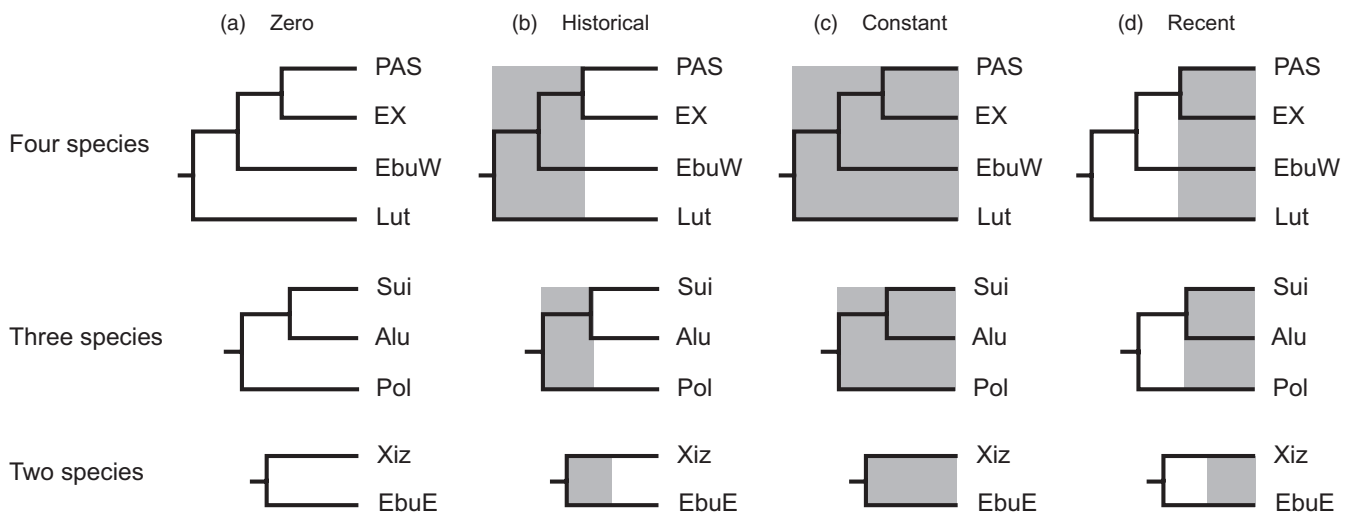 (a) Zero (b) Historical (c) Constant (d) Recent
PAS PAS PAS PAS
EX EX EX EX
Four species
EbuW EbuW EbuW EbuW
Lut Lut Lut Lut
Sui Sui Sui Sui
Three species Alu Alu Alu Alu
Pol Pol Pol Pol
Xiz Xiz Xiz Xiz
Two species
EbuE EbuE EbuE EbuE